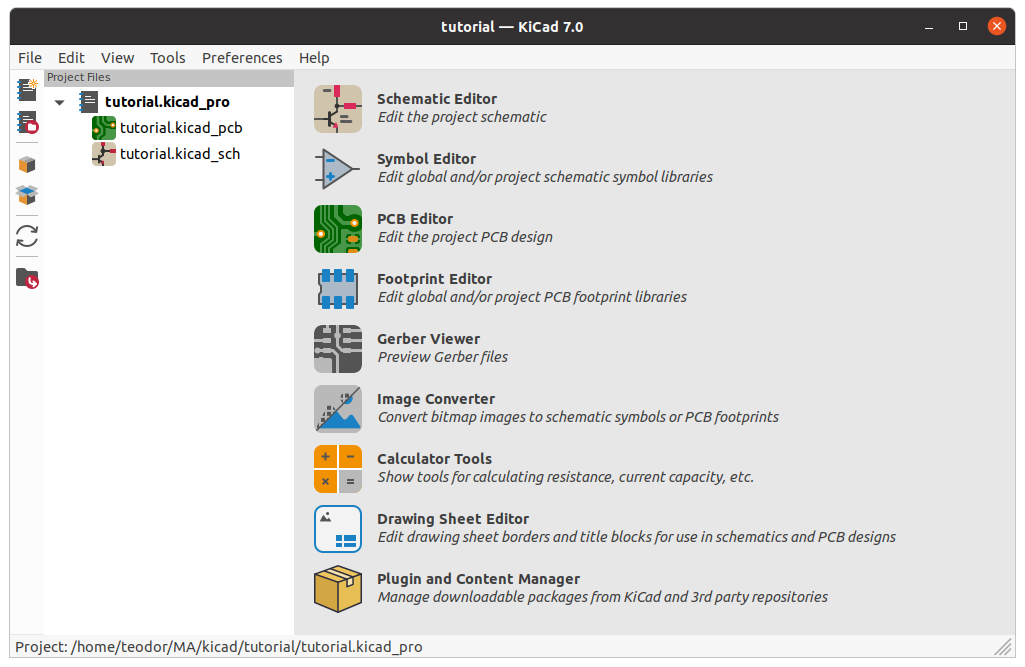 tutorial — KiCad 7.0
File Edit View Tools Preferences Help
Project Files
tutorial.kicad_pro
tutorial.kicad_pcb
tutorial.kicad_sch
Schematic Editor
Edit the project schematic
Symbol Editor
Edit global and/or project schematic symbol libraries
PCB Editor
Edit the project PCB design
Footprint Editor
Edit global and/or project PCB footprint libraries
Gerber Viewer
Preview Gerber files
Image Converter
Convert bitmap images to schematic symbols or PCB footprints
Calculator Tools
Show tools for calculating resistance, current capacity, etc.
Drawing Sheet Editor
Edit drawing sheet borders and title blocks for use in schematics and PCB designs
Plugin and Content Manager
Manage downloadable packages from KiCad and 3rd party repositories
Project: /home/teodor/MA/kicad/tutorial/tutorial.kicad_pro